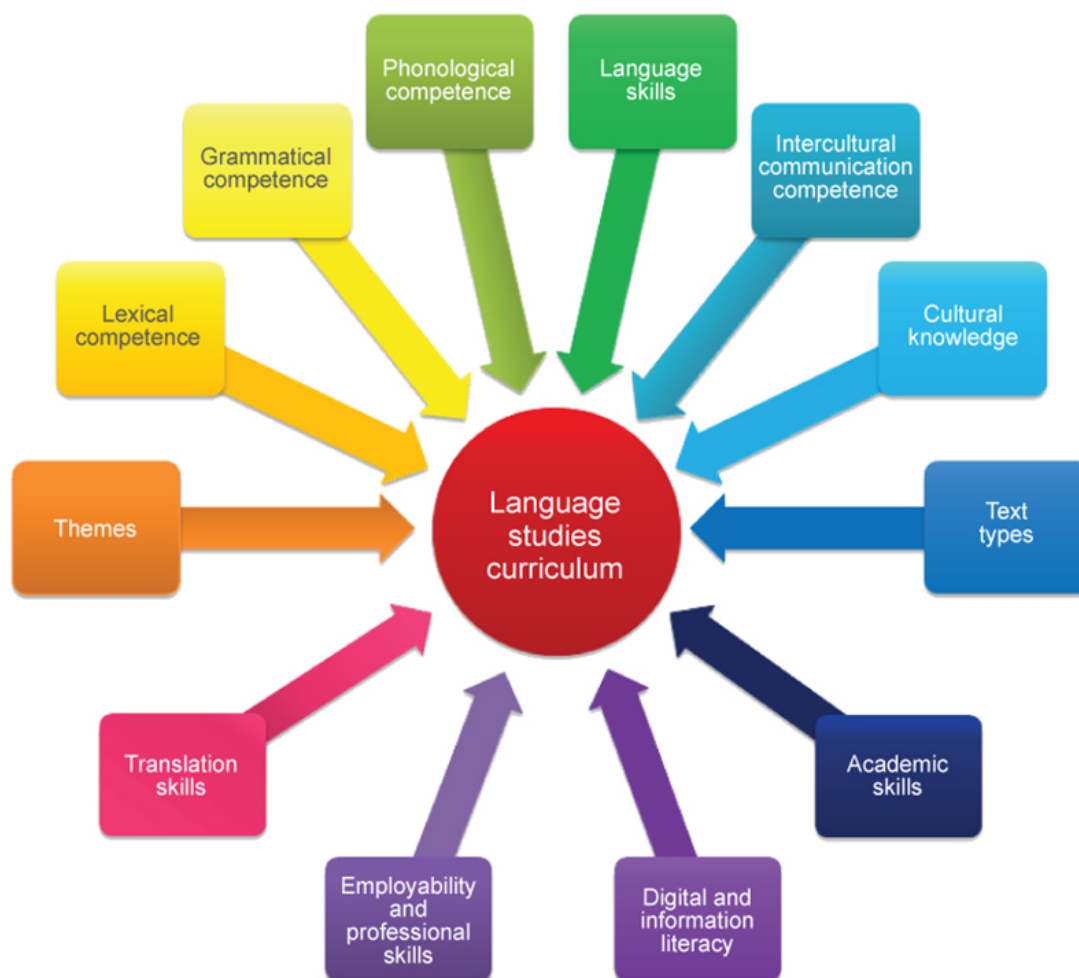 Phonological
competence
Language
skills
Grammatical
competence
Intercultural
communication
competence
Lexical
competence
Cultural
knowledge
Themes
Language
studies
curriculum
Text
types
Translation
skills
Academic
skills
Employability
and
professional
skills
Digital and
information
literacy